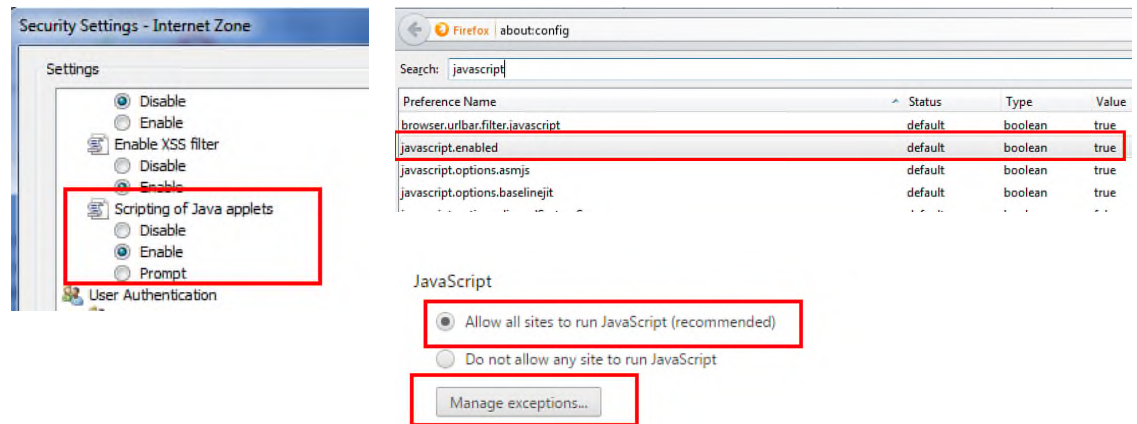 Security Settings - Internet Zone
Settings
Disable
Enable
Enable XSS filter
Disable
Enable
Scripting of Java applets
Disable
Enable
Prompt
User Authentication
Firefox about:config
Search: javascript
Preference Name Status Type Value
browser.urlbar.filter.javascript default boolean true
javascript.enabled default boolean true
javascript.options.asmjs default boolean true
javascript.options.baselinejit default boolean true
JavaScript
Allow all sites to run JavaScript (recommended)
Do not allow any site to run JavaScript
Manage exceptions...